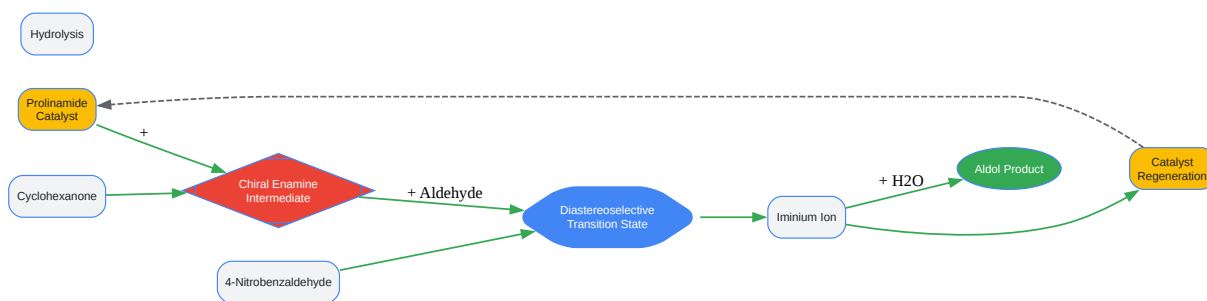 Hydrolysis
Prolinamide
Catalyst
+
Cyclohexanone
Chiral Enamine
Intermediate
+ Aldehyde
4-Nitrobenzaldehyde
Diastereoselective
Transition State
Iminium Ion
+ H2O
Aldol Product
Catalyst
Regeneration